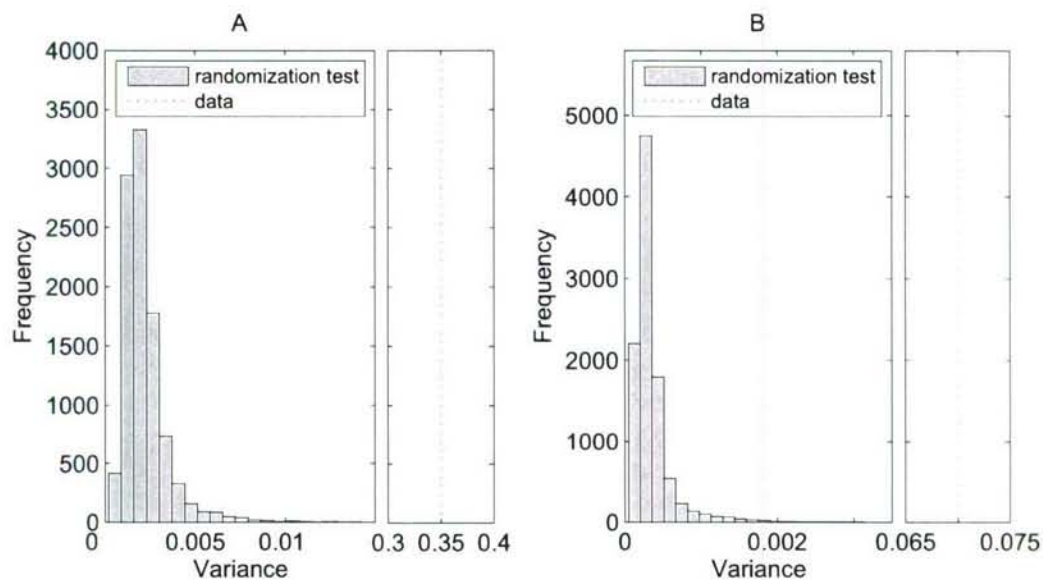 A
4000
3500
3000
2500
2000
1500
1000
500
0
Frequency
randomization test
data
0 0.005 0.01
0.3 0.35 0.4
Variance
B
5000
4000
3000
2000
1000
0
Frequency
randomization test
data
0 0.002
0.065 0.075
Variance